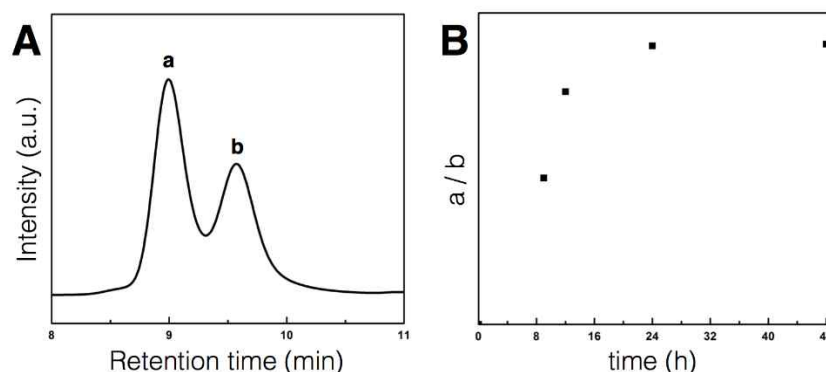 A
a
b
Intensity (a.u.)
8 9 10 11
Retention time (min)
B
a / b
0 8 16 24 32 40
time (h)